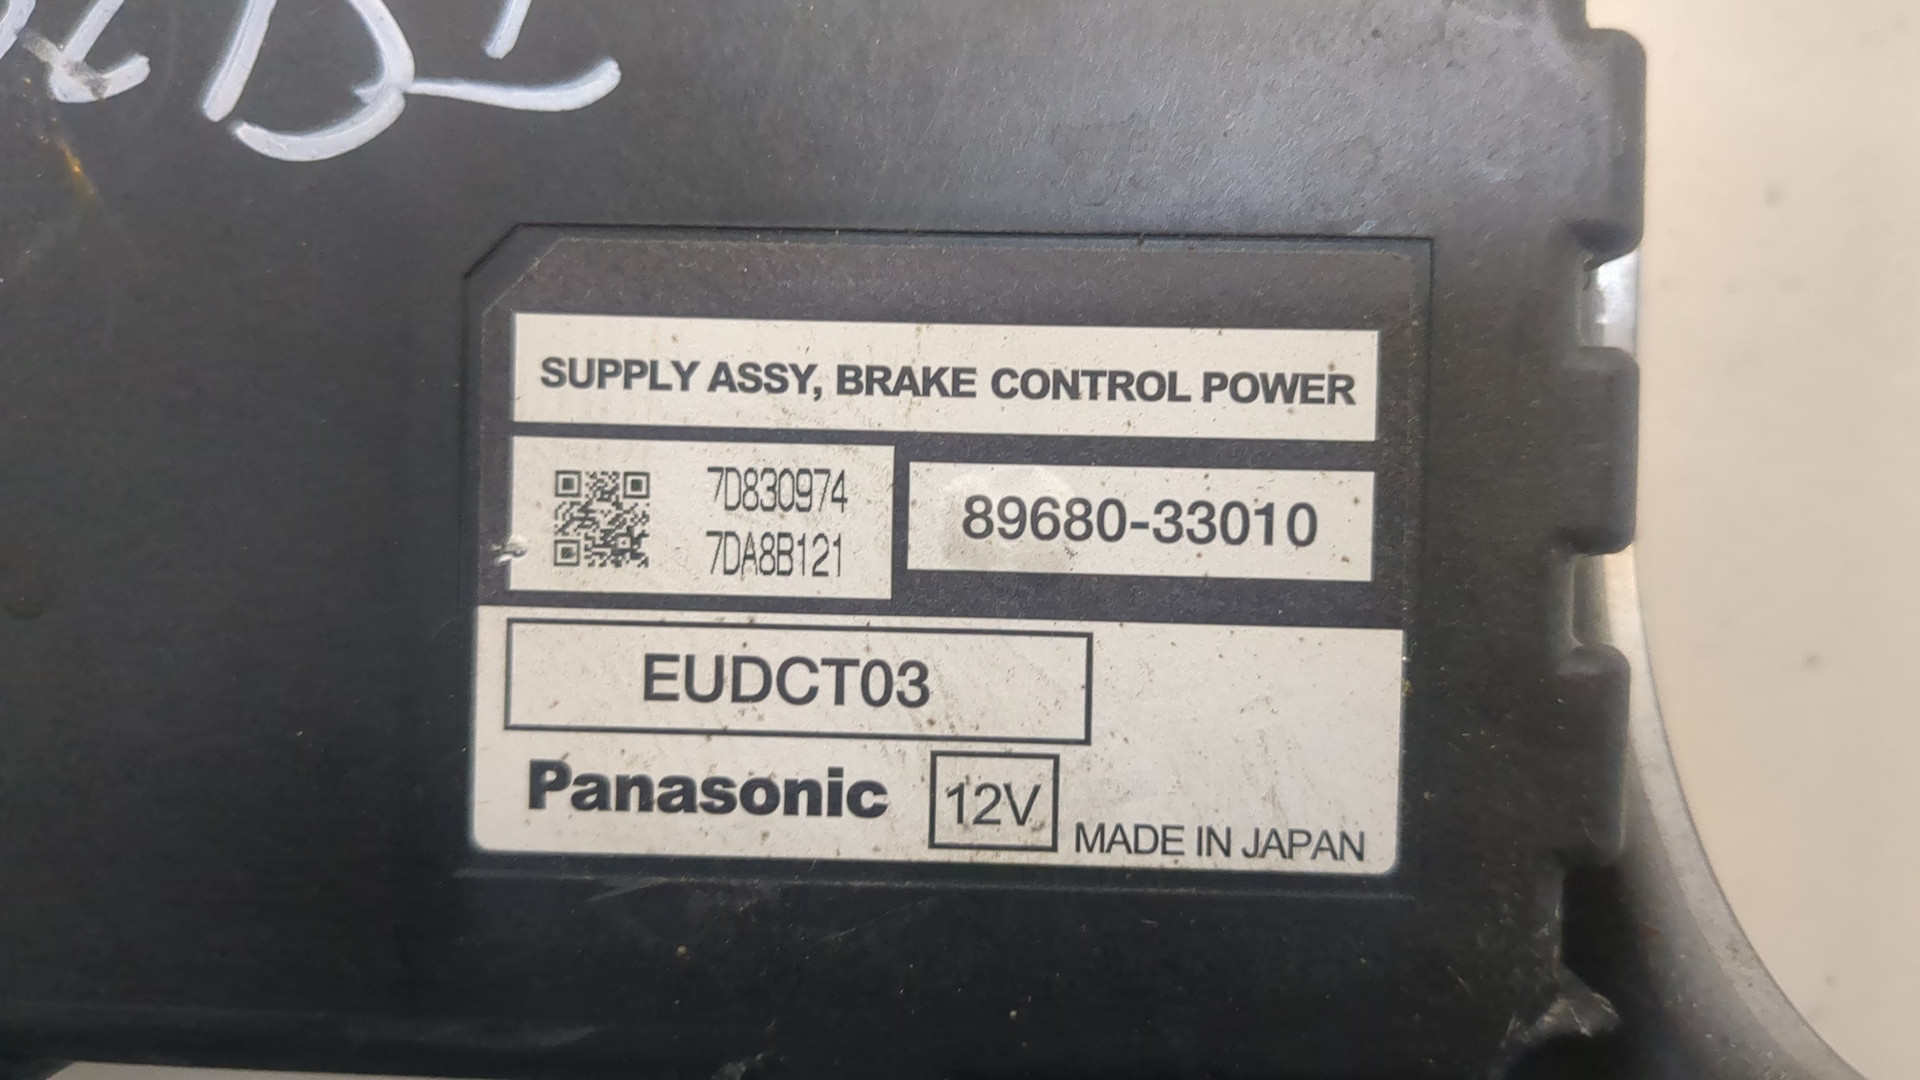 SUPPLY ASSY, BRAKE CONTROL POWER
7D830974
7DA8B121
89680-33010
EUDCT03
Panasonic 12V MADE IN JAPAN